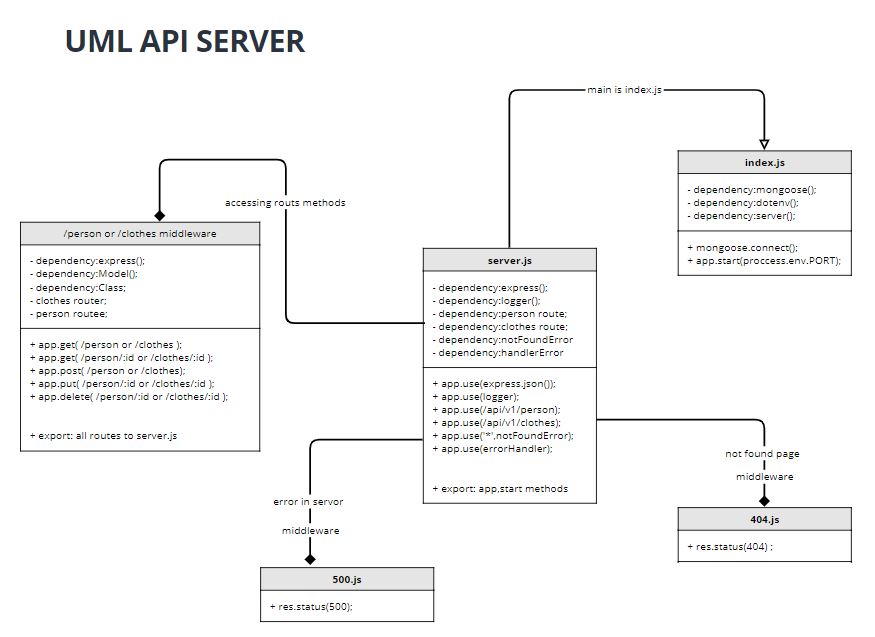 UML API SERVER
main is index.js
index.js
- dependency:mongoose();
- dependency:dotenv();
- dependency:server();
+ mongoose.connect();
+ app.start(proccess.env.PORT);
accessing routs methods
/person or /clothes middleware
- dependency:express();
- dependency:Model();
- dependency:Class;
- clothes router;
- person routee;
+ app.get( /person or /clothes );
+ app.get( /person/:id or /clothes/:id );
+ app.post( /person or /clothes);
+ app.put( /person/:id or /clothes/:id );
+ app.delete( /person/:id or /clothes/:id );
+ export: all routes to server.js
server.js
- dependency:express();
- dependency:logger();
- dependency:person route;
- dependency:clothes route;
- dependency:notFoundError
- dependency:handlerError
+ app.use(express.json());
+ app.use(logger);
+ app.use(/api/v1/person);
+ app.use(/api/v1/clothes);
+ app.use('*',notFoundError);
+ app.use(errorHandler);
+ export: app,start methods
not found page
middleware
404.js
+ res.status(404) ;
error in servor
middleware
500.js
+ res.status(500);